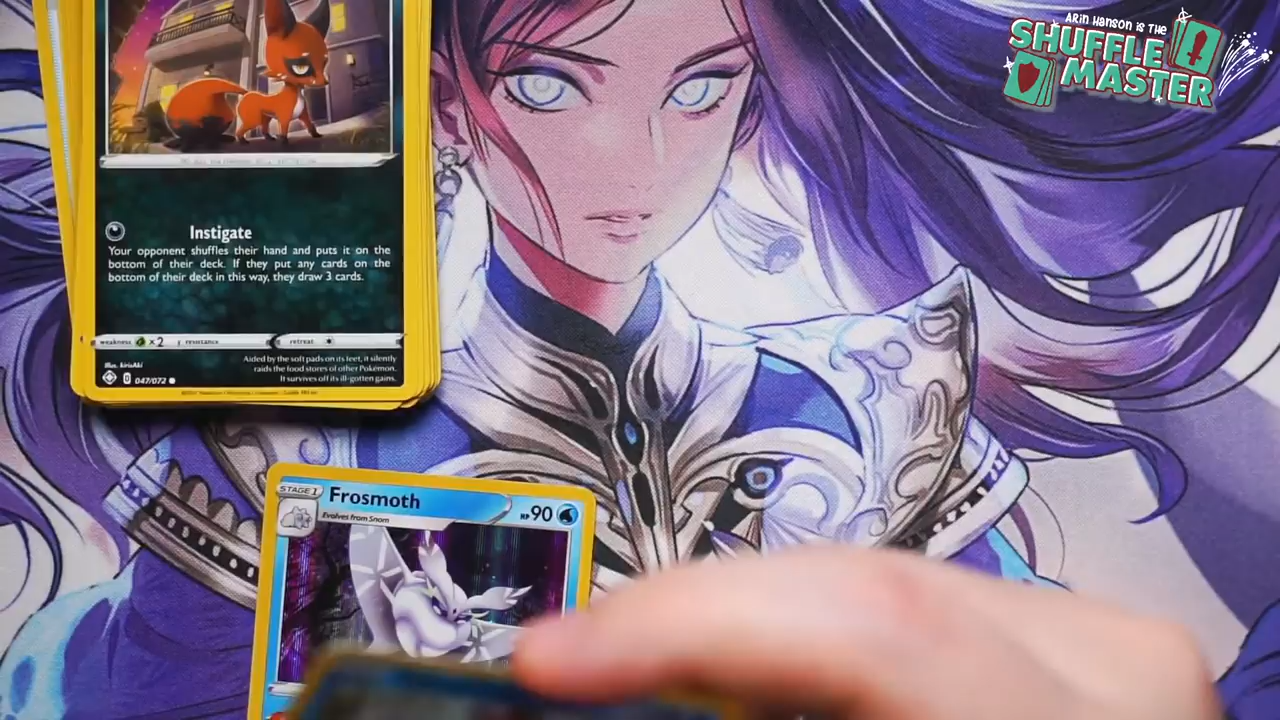 ARIN HANSON IS THE
SHUFFLE
MASTER
Instigate
Your opponent shuffles their hand and puts it on the
bottom of their deck. If they put any cards on the
bottom of their deck in this way, they draw 3 cards.
weakness ×2 resistance retreat
Illus. kirisAki
Aided by the soft pads on its feet, it silently
raids the food stores of other Pokémon.
It survives off its ill-gotten gains.
047/072
STAGE 1 Frosmoth HP 90
Evolves from Snom